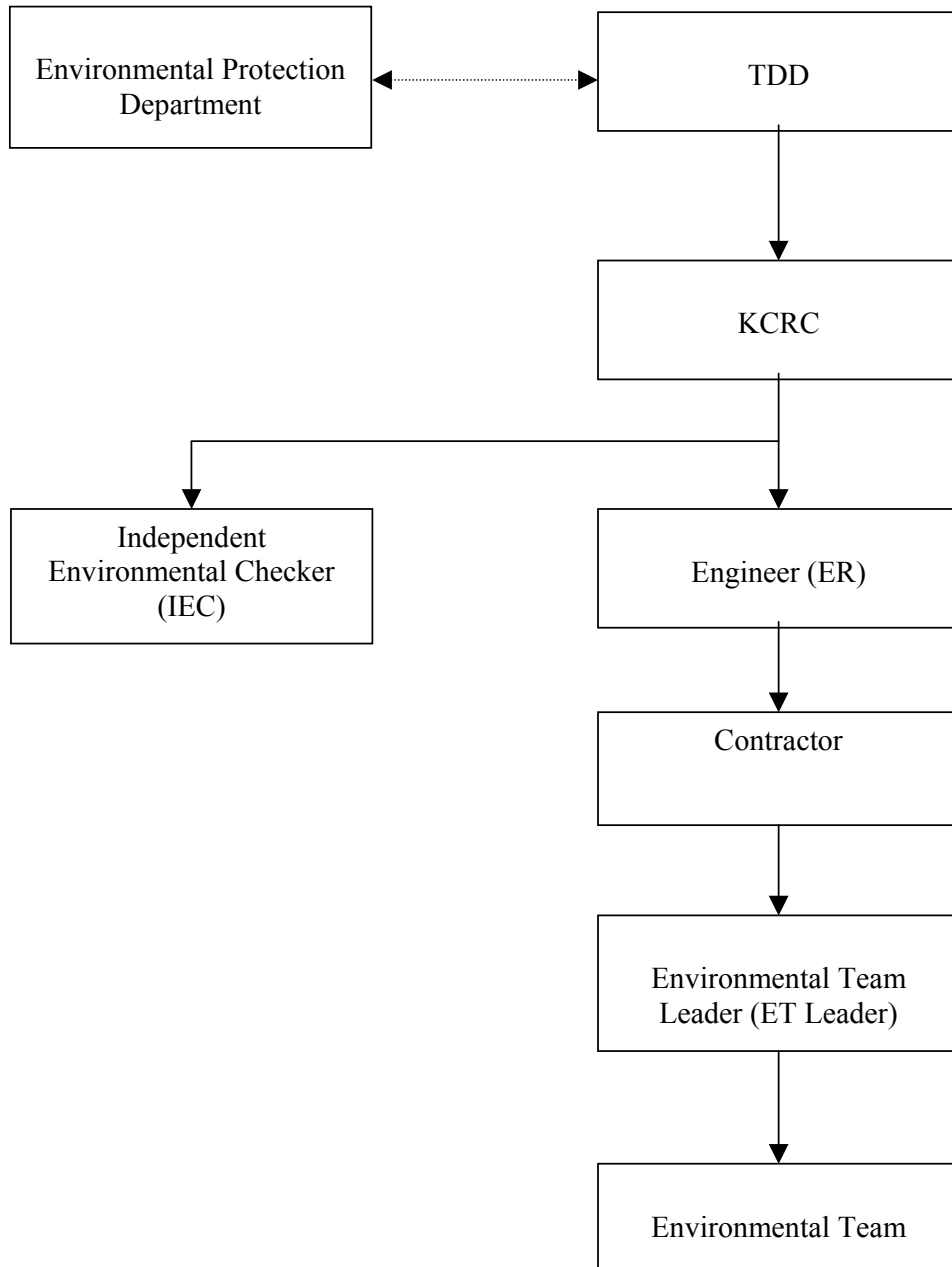 Environmental Protection
Department
TDD
KCRC
Independent
Environmental Checker
(IEC)
Engineer (ER)
Contractor
Environmental Team
Leader (ET Leader)
Environmental Team